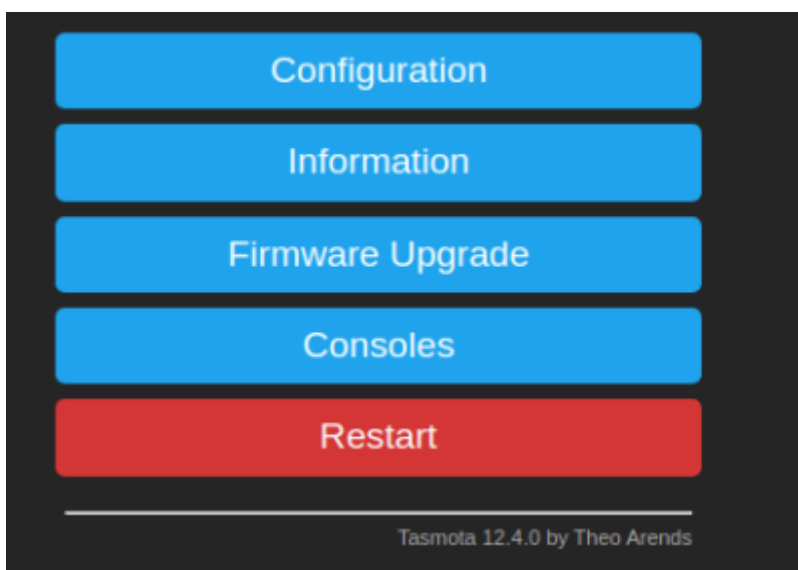 Configuration
Information
Firmware Upgrade
Consoles
Restart
Tasmota 12.4.0 by Theo Arends